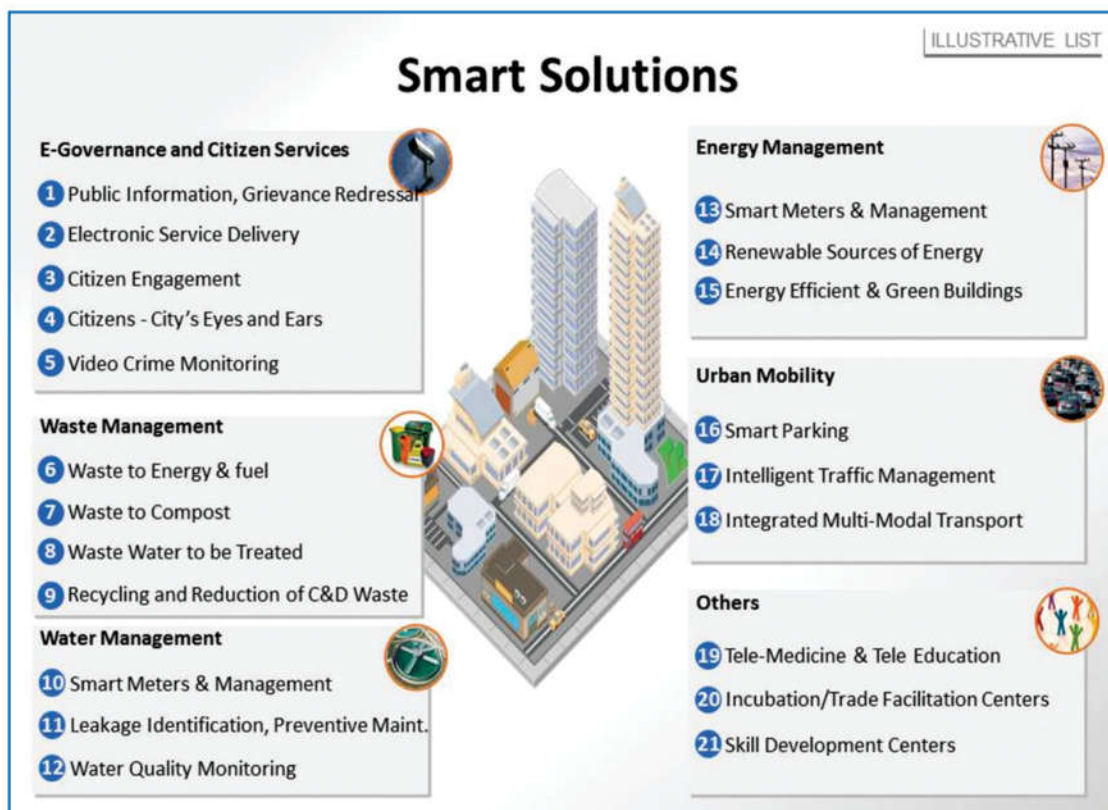 ILLUSTRATIVE LIST
Smart Solutions
E-Governance and Citizen Services
1 Public Information, Grievance Redressal
2 Electronic Service Delivery
3 Citizen Engagement
4 Citizens - City's Eyes and Ears
5 Video Crime Monitoring
Waste Management
6 Waste to Energy & fuel
7 Waste to Compost
8 Waste Water to be Treated
9 Recycling and Reduction of C&D Waste
Water Management
10 Smart Meters & Management
11 Leakage Identification, Preventive Maint.
12 Water Quality Monitoring
Energy Management
13 Smart Meters & Management
14 Renewable Sources of Energy
15 Energy Efficient & Green Buildings
Urban Mobility
16 Smart Parking
17 Intelligent Traffic Management
18 Integrated Multi-Modal Transport
Others
19 Tele-Medicine & Tele Education
20 Incubation/Trade Facilitation Centers
21 Skill Development Centers